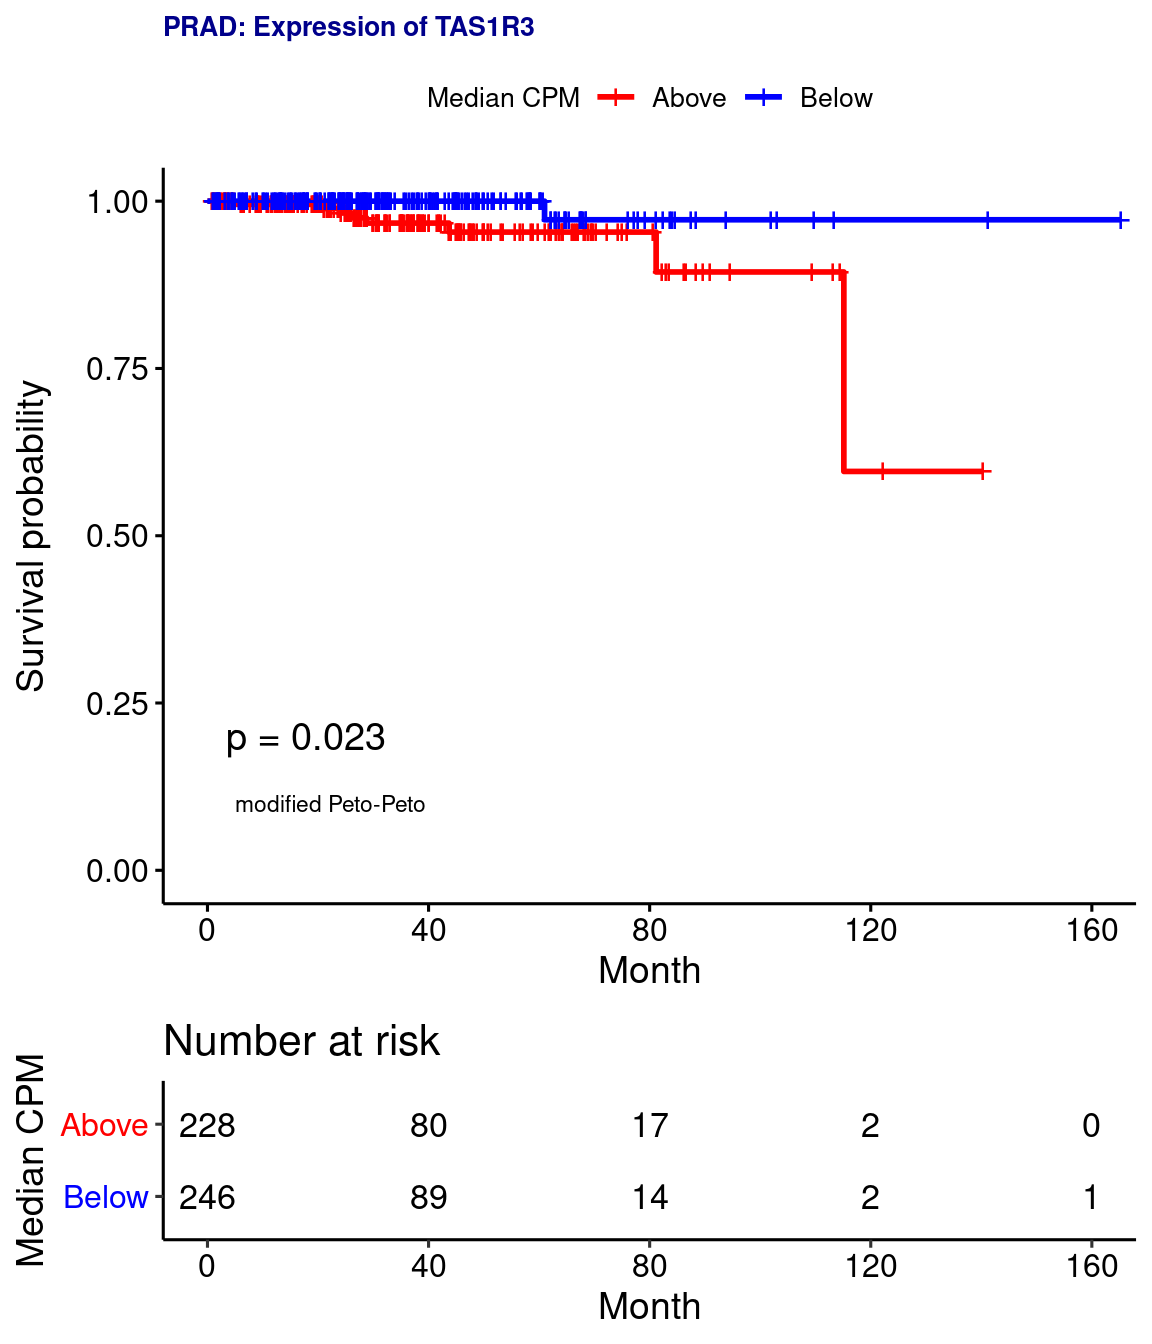 PRAD: Expression of TAS1R3
Median CPM Above Below
1.00
0.75
0.50
0.25
0.00
Survival probability
p = 0.023
modified Peto-Peto
0 40 80 120 160
Month
Number at risk
Median CPM
Above 228 80 17 2 0
Below 246 89 14 2 1
0 40 80 120 160
Month